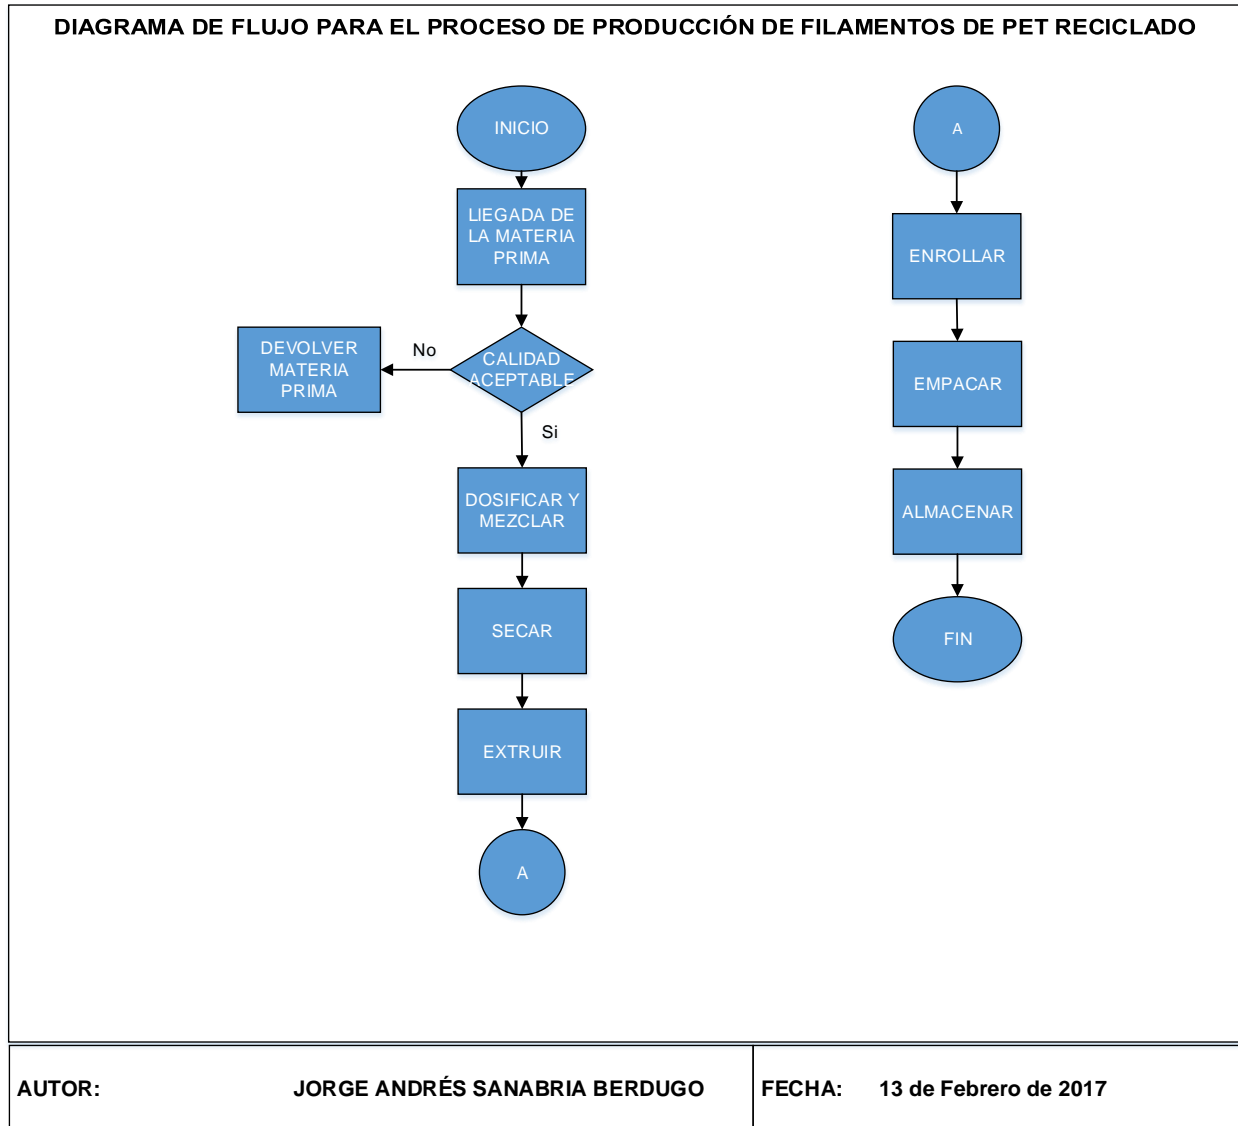 DIAGRAMA DE FLUJO PARA EL PROCESO DE PRODUCCIÓN DE FILAMENTOS DE PET RECICLADO
INICIO
LIEGADA DE
LA MATERIA
PRIMA
CALIDAD
ACEPTABLE
No
DEVOLVER
MATERIA
PRIMA
Si
DOSIFICAR Y
MEZCLAR
SECAR
EXTRUIR
A
A
ENROLLAR
EMPACAR
ALMACENAR
FIN
AUTOR: JORGE ANDRÉS SANABRIA BERDUGO
FECHA: 13 de Febrero de 2017